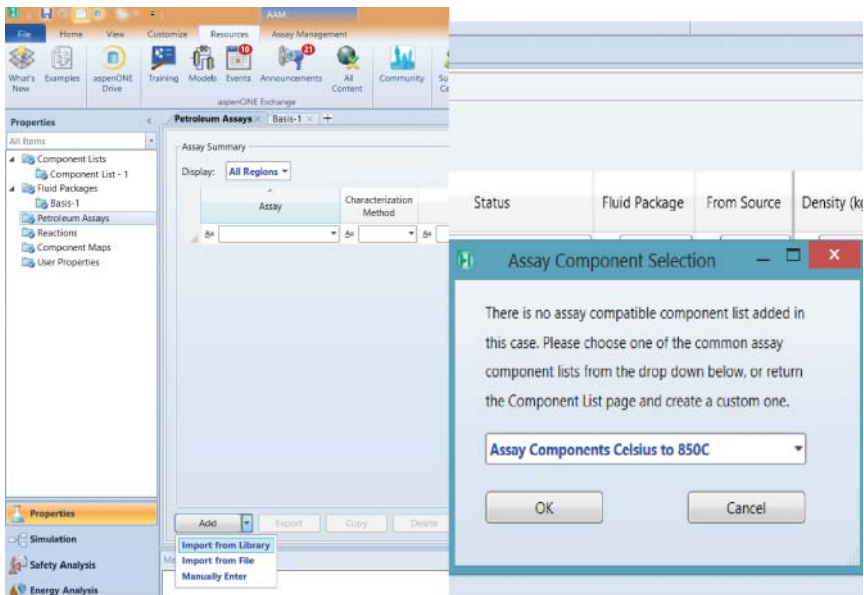 AAM
File Home View Customize Resources Assay Management
What's New
Examples
aspenONE Drive
Training
Models
10
Events
21
Announcements
All Content
Community
aspenONE Exchange
Properties <
All Items
Component Lists
Component List - 1
Fluid Packages
Basis-1
Petroleum Assays
Reactions
Component Maps
User Properties
Properties
Simulation
Safety Analysis
Energy Analysis
Petroleum Assays × Basis-1 × +
Assay Summary
Display: All Regions
Assay
Characterization Method
Add Export Copy Delete
Import from Library
Import from File
Manually Enter
Status Fluid Package From Source Density (kg
Assay Component Selection
There is no assay compatible component list added in
this case. Please choose one of the common assay
component lists from the drop down below, or return
the Component List page and create a custom one.
Assay Components Celsius to 850C
OK Cancel